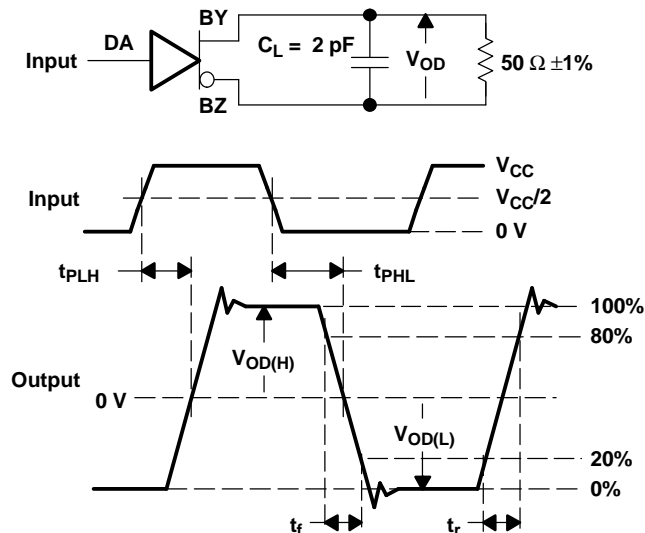 BY
DA
Input
C_L = 2 pF
V_OD
50 Ω ±1%
BZ
V_CC
Input
V_CC/2
0 V
t_PLH
t_PHL
100%
80%
V_OD(H)
Output
0 V
V_OD(L)
20%
0%
t_f
t_r